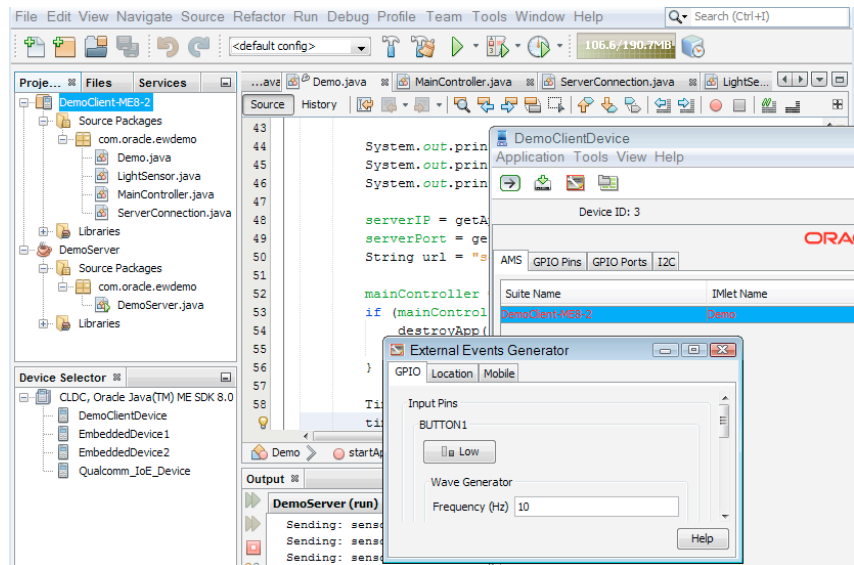 File Edit View Navigate Source Refactor Run Debug Profile Team Tools Window Help
Search (Ctrl+I)
<default config>
106.6/190.7MB
Proje... Files Services
DemoClient-ME8-2
Source Packages
com.oracle.ewdemo
Demo.java
LightSensor.java
MainController.java
ServerConnection.java
Libraries
DemoServer
Source Packages
com.orade.ewdemo
DemoServer.java
Libraries
Device Selector
CLDC, Oracle Java(TM) ME SDK 8.0
DemoClientDevice
EmbeddedDevice1
EmbeddedDevice2
Qualcomm_IoE_Device
...ava Demo.java MainController.java ServerConnection.java LightSe...
Source History
43
44 System.out.prin
45 System.out.prin
46 System.out.prin
47
48 serverIP = getA
49 serverPort = ge
50 String url = "s
51
52 mainController
53 if (mainControl
54 destroyApp(
55
56 }
57
58 Ti
ti
Demo startA
Output
DemoServer (run)
Sending: sens
Sending: sens
Sending: sens
DemoClientDevice
Application Tools View Help
Device ID: 3
ORA
AMS GPIO Pins GPIO Ports I2C
Suite Name IMlet Name
DemoClient-ME8-2 Demo
External Events Generator
GPIO Location Mobile
Input Pins
BUTTON1
Low
Wave Generator
Frequency (Hz) 10
Help